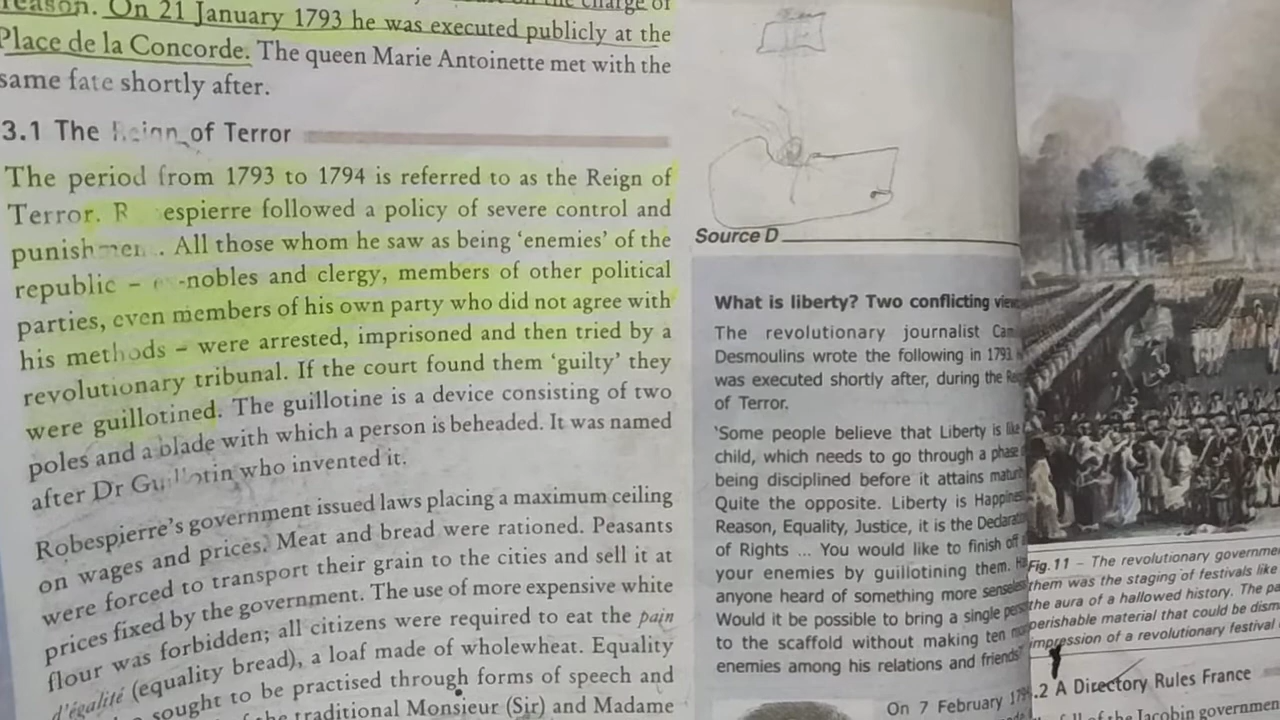 reason. On 21 January 1793 he was executed publicly at the
Place de la Concorde. The queen Marie Antoinette met with the
same fate shortly after.
3.1 The Reign of Terror
The period from 1793 to 1794 is referred to as the Reign of
Terror. R espierre followed a policy of severe control and
punishmen . All those whom he saw as being ‘enemies’ of the
republic – -nobles and clergy, members of other political
parties, even members of his own party who did not agree with
his methods – were arrested, imprisoned and then tried by a
revolutionary tribunal. If the court found them ‘guilty’ they
were guillotined. The guillotine is a device consisting of two
poles and a blade with which a person is beheaded. It was named
after Dr Guillotin who invented it.
Robespierre’s government issued laws placing a maximum ceiling
on wages and prices. Meat and bread were rationed. Peasants
were forced to transport their grain to the cities and sell it at
prices fixed by the government. The use of more expensive white
flour was forbidden; all citizens were required to eat the pain
d’égalité (equality bread), a loaf made of wholewheat. Equality
sought to be practised through forms of speech and
traditional Monsieur (Sir) and Madame
Source D
What is liberty? Two conflicting view
The revolutionary journalist Cam
Desmoulins wrote the following in 1793
was executed shortly after, during the
of Terror.
‘Some people believe that Liberty is like
child, which needs to go through a phase
being disciplined before it attains
Quite the opposite. Liberty is
Reason, Equality, Justice, it is the
of Rights ... You would like to finish off
your enemies by guillotining them.
anyone heard of something more
Would it be possible to bring a single
to the scaffold without making ten
enemies among his relations and friends
On 7 February
Fig.11 – The revolutionary
them was the staging of festivals like
the aura of a hallowed history. The
perishable material that could be
impression of a revolutionary festival
.2 A Directory Rules France
of the Jacobin